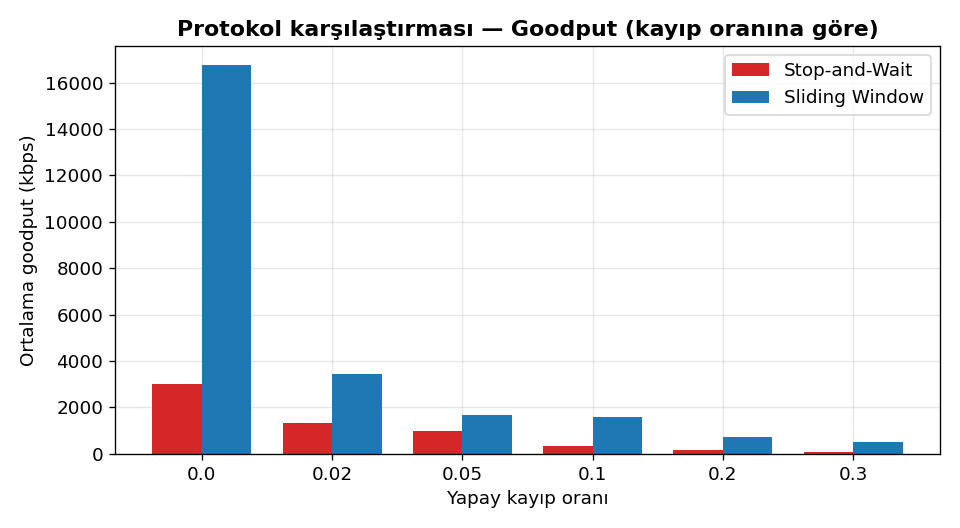 Protokol karşılaştırması — Goodput (kayıp oranına göre)
Stop-and-Wait
Sliding Window
Ortalama goodput (kbps)
16000
14000
12000
10000
8000
6000
4000
2000
0
0.0 0.02 0.05 0.1 0.2 0.3
Yapay kayıp oranı